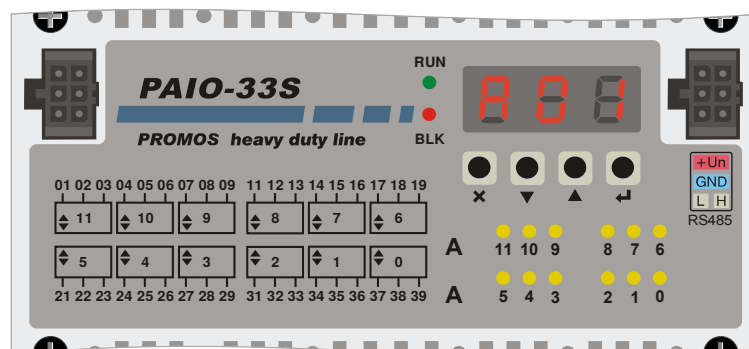 RUN
PAIO-33S
A01
PROMOS heavy duty line
BLK
+Un
GND
L H
RS485
01 02 03 04 05 06 07 08 09 11 12 13 14 15 16 17 18 19
11 10 9 8 7 6
A 11 10 9 8 7 6
5 4 3 2 1 0
A 5 4 3 2 1 0
21 22 23 24 25 26 27 28 29 31 32 33 34 35 36 37 38 39